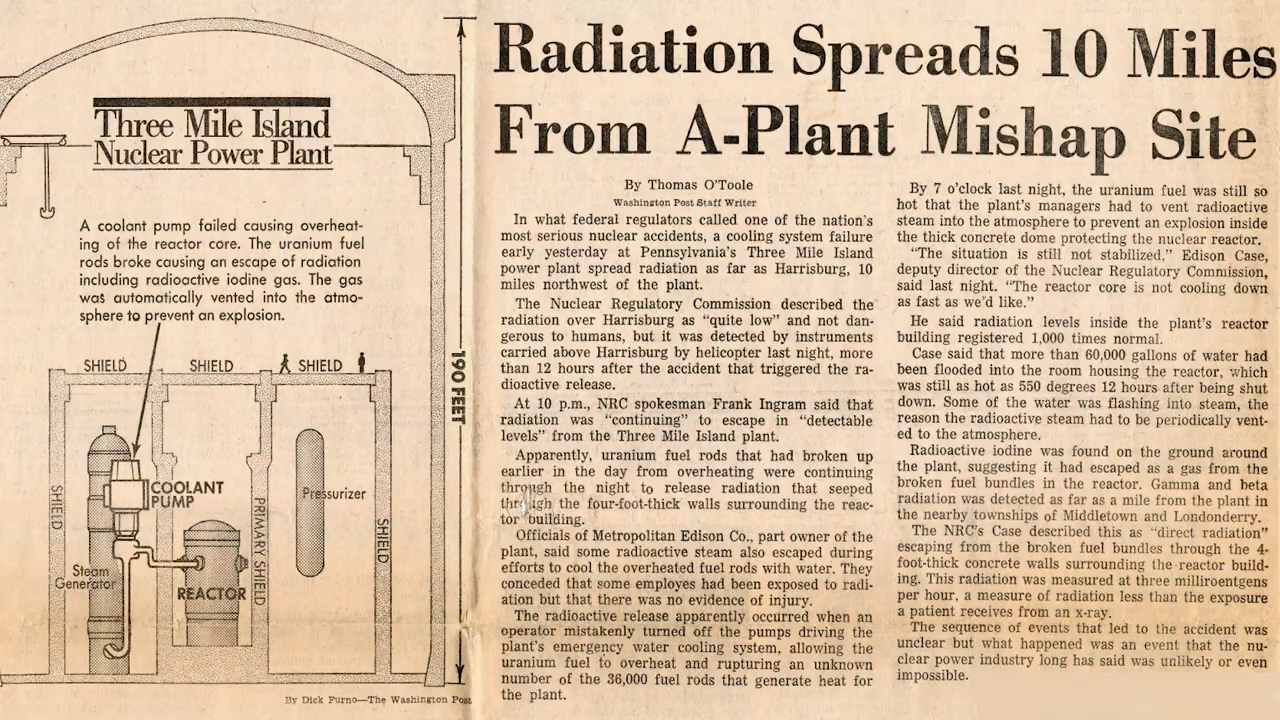 Three Mile Island
Nuclear Power Plant
A coolant pump failed causing overheat-
ing of the reactor core. The uranium fuel
rods broke causing an escape of radiation
including radioactive iodine gas. The gas
was automatically vented into the atmo-
sphere to prevent an explosion.
SHIELD
SHIELD
SHIELD
190 FEET
COOLANT
PUMP
Pressurizer
SHIELD
PRIMARY SHIELD
SHIELD
Steam
Generator
REACTOR
By Dick Furno—The Washington Post
Radiation Spreads 10 Miles
From A-Plant Mishap Site
By Thomas O'Toole
Washington Post Staff Writer
In what federal regulators called one of the nation's
most serious nuclear accidents, a cooling system failure
early yesterday at Pennsylvania's Three Mile Island
power plant spread radiation as far as Harrisburg, 10
miles northwest of the plant.
The Nuclear Regulatory Commission described the
radiation over Harrisburg as "quite low" and not dan-
gerous to humans, but it was detected by instruments
carried above Harrisburg by helicopter last night, more
than 12 hours after the accident that triggered the ra-
dioactive release.
At 10 p.m., NRC spokesman Frank Ingram said that
radiation was "continuing" to escape in "detectable
levels" from the Three Mile Island plant.
Apparently, uranium fuel rods that had broken up
earlier in the day from overheating were continuing
through the night to release radiation that seeped
through the four-foot-thick walls surrounding the reac-
tor building.
Officials of Metropolitan Edison Co., part owner of the
plant, said some radioactive steam also escaped during
efforts to cool the overheated fuel rods with water. They
conceded that some employes had been exposed to radi-
ation but that there was no evidence of injury.
The radioactive release apparently occurred when an
operator mistakenly turned off the pumps driving the
plant's emergency water cooling system, allowing the
uranium fuel to overheat and rupturing an unknown
number of the 36,000 fuel rods that generate heat for
the plant.
By 7 o'clock last night, the uranium fuel was still so
hot that the plant's managers had to vent radioactive
steam into the atmosphere to prevent an explosion inside
the thick concrete dome protecting the nuclear reactor.
"The situation is still not stabilized," Edison Case,
deputy director of the Nuclear Regulatory Commission,
said last night. "The reactor core is not cooling down
as fast as we'd like."
He said radiation levels inside the plant's reactor
building registered 1,000 times normal.
Case said that more than 60,000 gallons of water had
been flooded into the room housing the reactor, which
was still as hot as 550 degrees 12 hours after being shut
down. Some of the water was flashing into steam, the
reason the radioactive steam had to be periodically vent-
ed to the atmosphere.
Radioactive iodine was found on the ground around
the plant, suggesting it had escaped as a gas from the
broken fuel bundles in the reactor. Gamma and beta
radiation was detected as far as a mile from the plant in
the nearby townships of Middletown and Londonderry.
The NRC's Case described this as "direct radiation"
escaping from the broken fuel bundles through the 4-
foot-thick concrete walls surrounding the reactor build-
ing. This radiation was measured at three milliroentgens
per hour, a measure of radiation less than the exposure
a patient receives from an x-ray.
The sequence of events that led to the accident was
unclear but what happened was an event that the nu-
clear power industry long has said was unlikely or even
impossible.